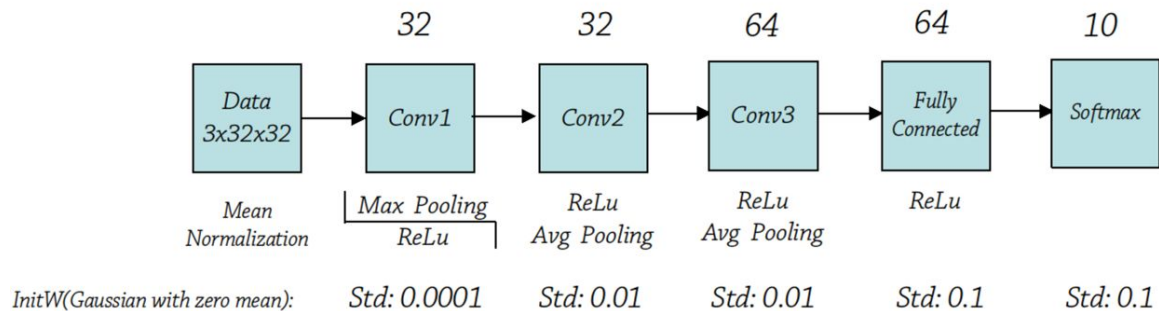 32
32
64
64
10
Data
3x32x32
Conv1
Conv2
Conv3
Fully
Connected
Softmax
Mean
Normalization
Max Pooling
ReLu
ReLu
Avg Pooling
ReLu
Avg Pooling
ReLu
InitW(Gaussian with zero mean):
Std: 0.0001
Std: 0.01
Std: 0.01
Std: 0.1
Std: 0.1